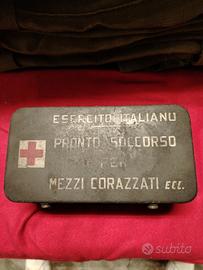 ESERCITO ITALIANO
PRONTO SOCCORSO
PER
MEZZI CORAZZATI ECC.
subito